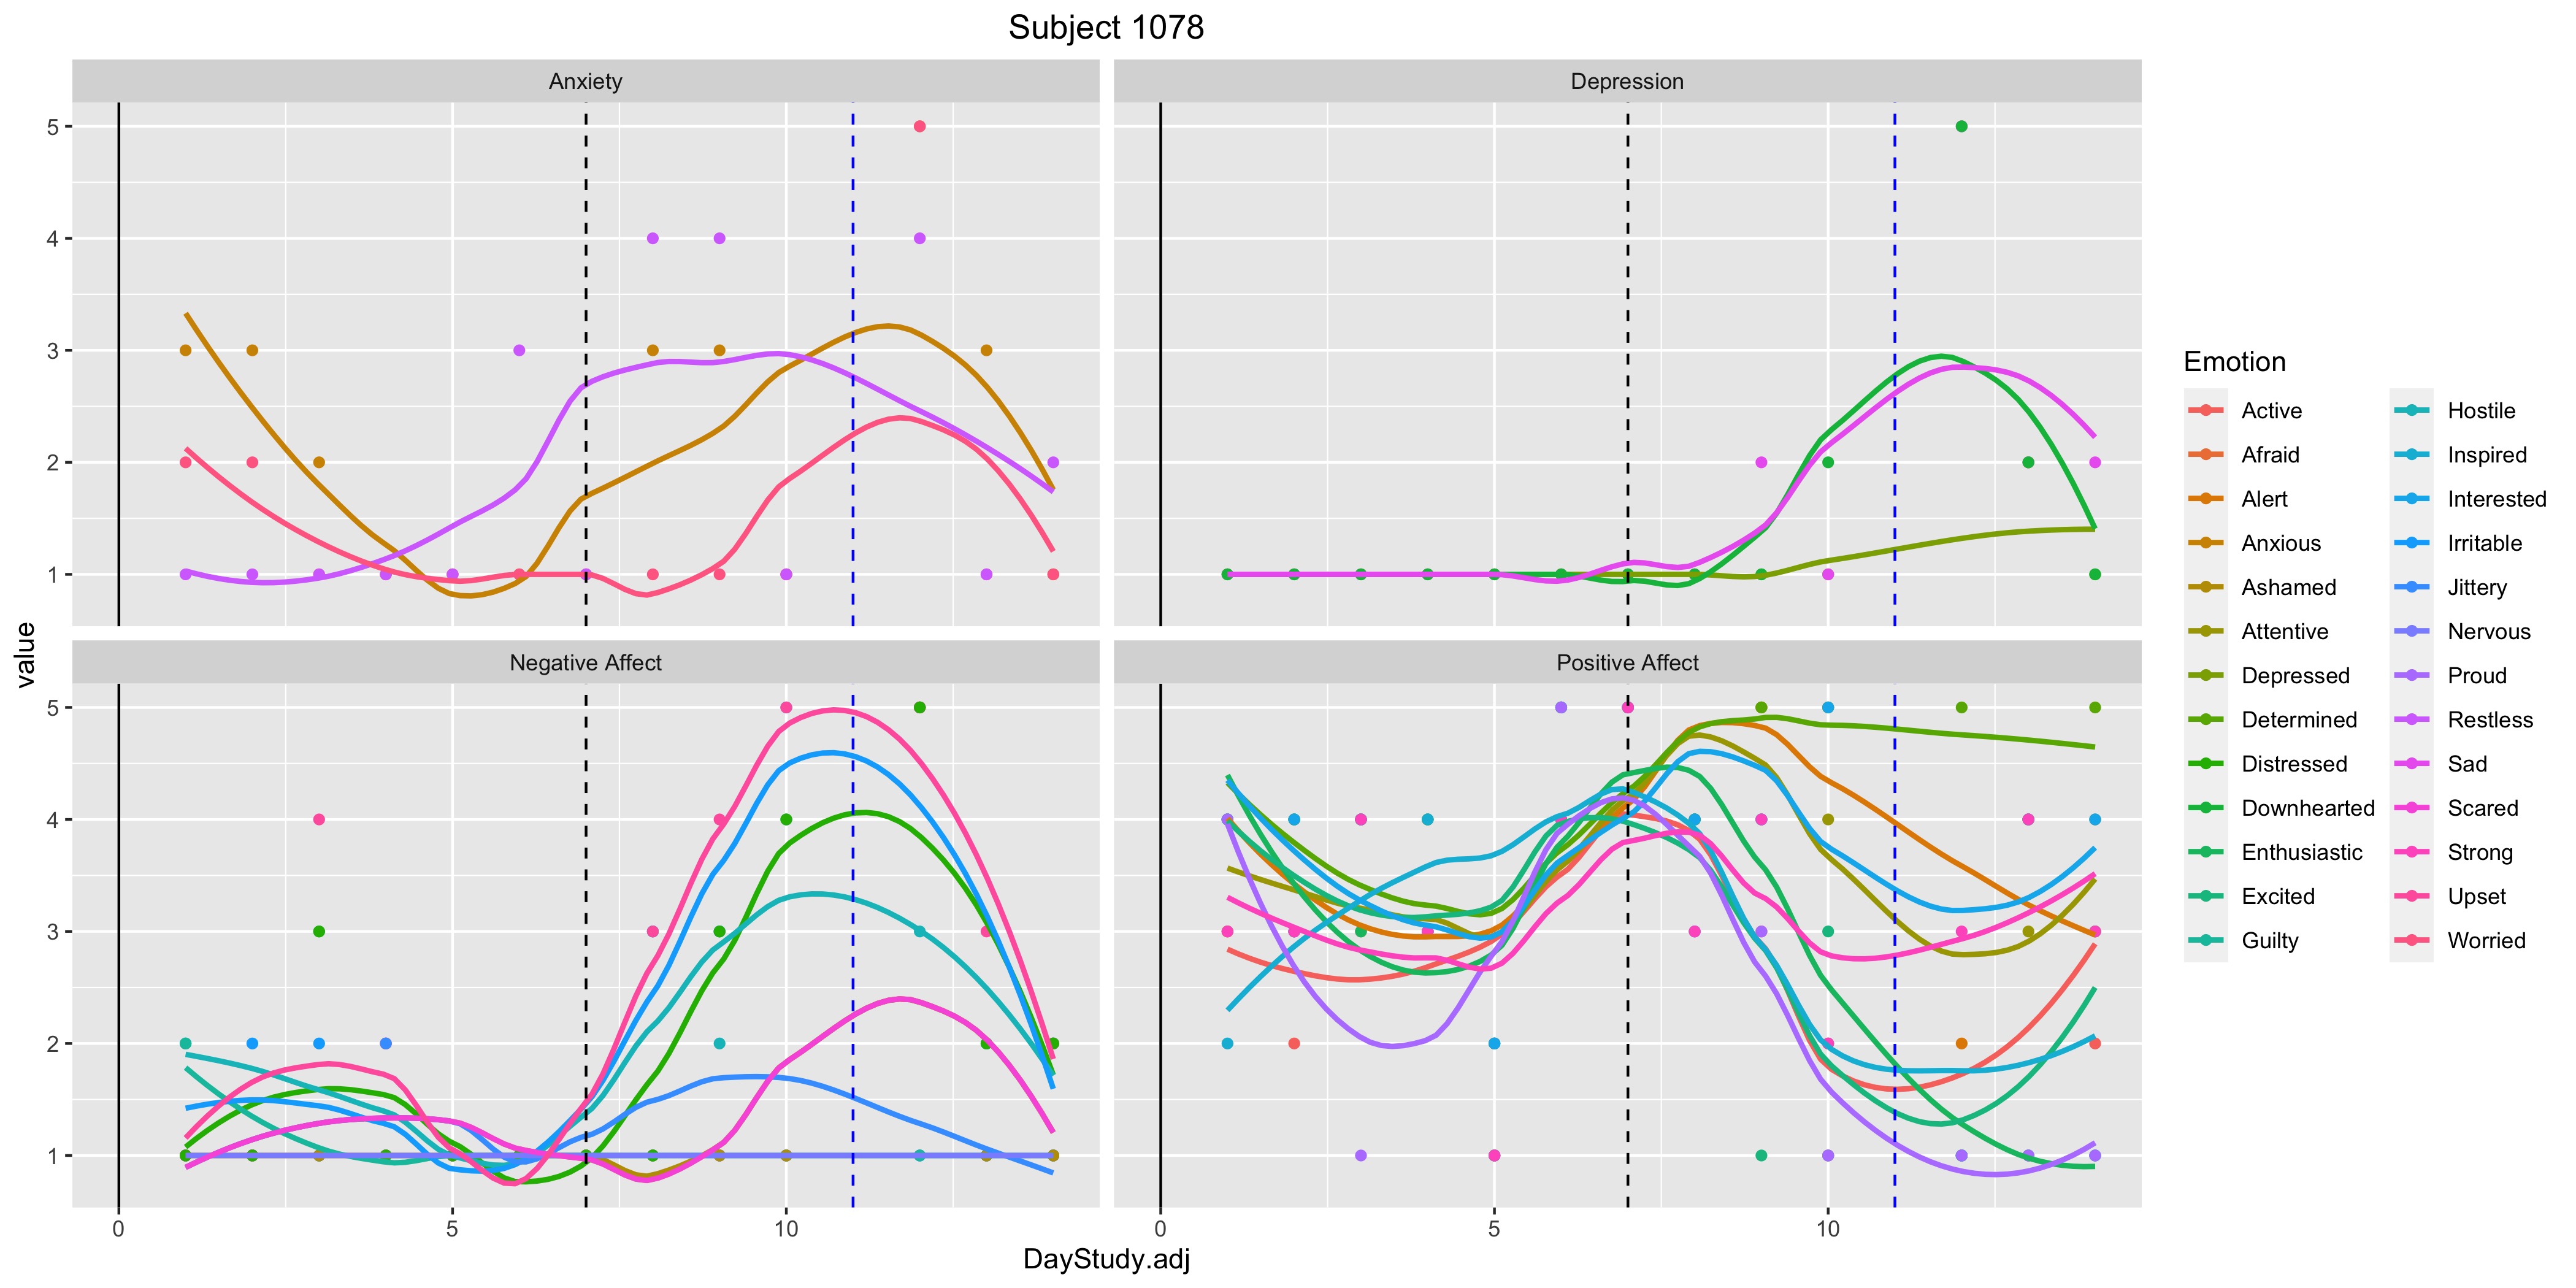 Subject 1078
Anxiety
Depression
5
4
3
2
1
Negative Affect
Positive Affect
5
4
3
2
1
0
5
10
0
5
10
value
DayStudy.adj
Emotion
Active
Afraid
Alert
Anxious
Ashamed
Attentive
Depressed
Determined
Distressed
Downhearted
Enthusiastic
Excited
Guilty
Hostile
Inspired
Interested
Irritable
Jittery
Nervous
Proud
Restless
Sad
Scared
Strong
Upset
Worried